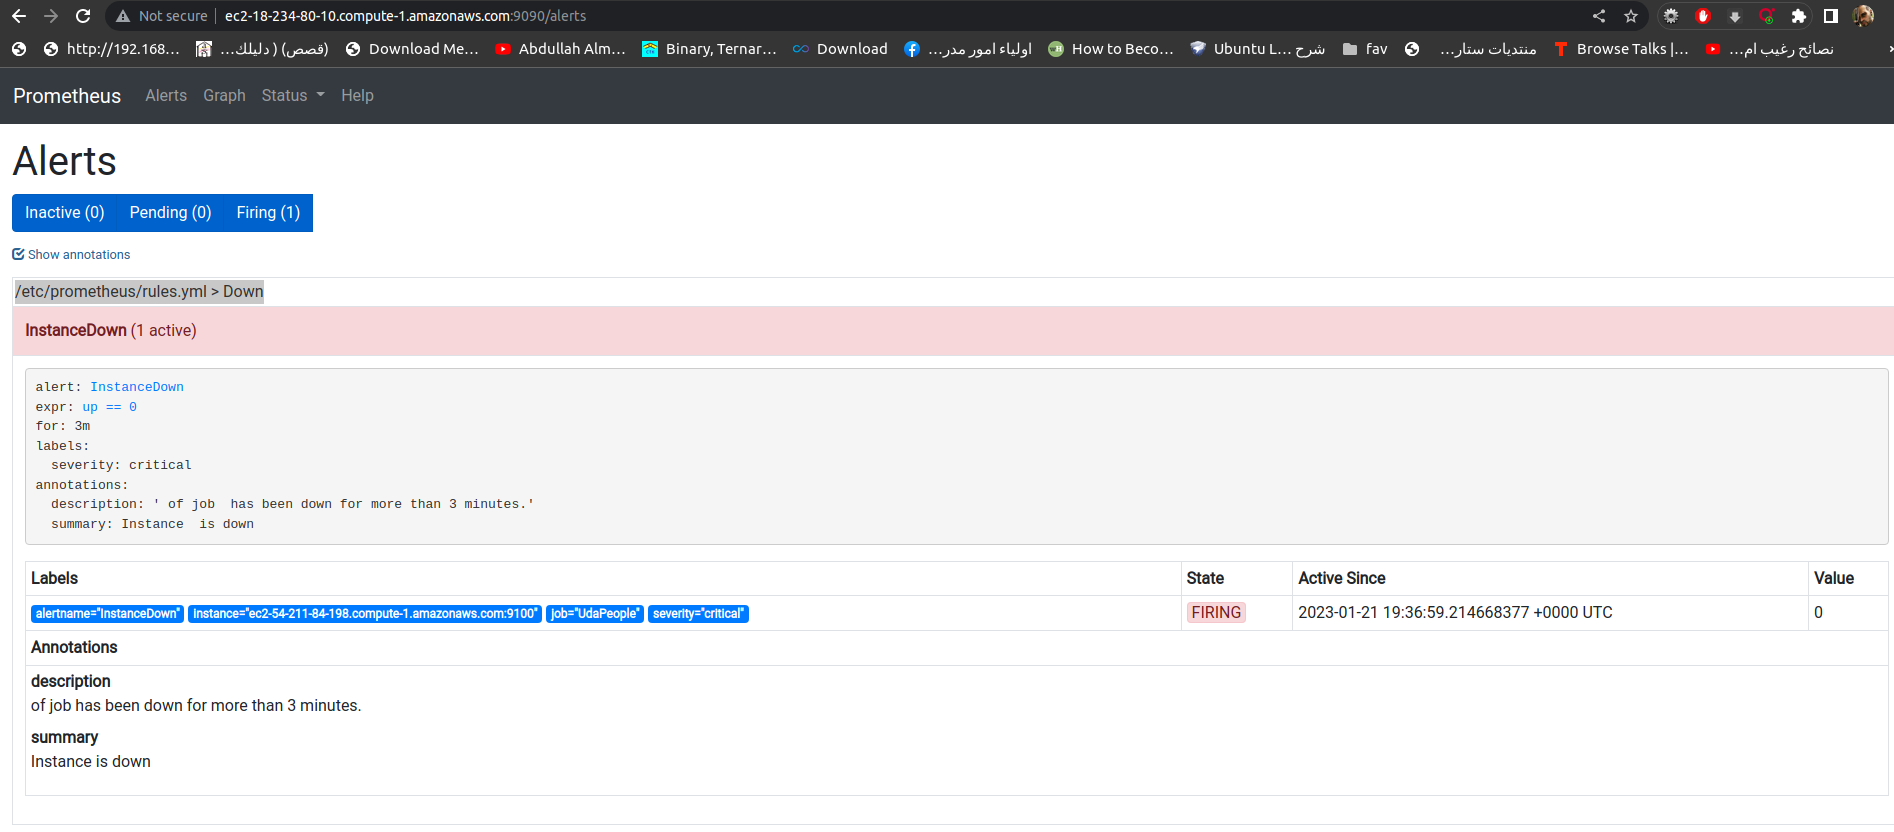 Not secure | ec2-18-234-80-10.compute-1.amazonaws.com:9090/alerts
http://192.168... (قصص) ( دليلك... Download Me... Abdullah Alm... Binary, Ternar... Download اولياء امور مدر... How to Beco... Ubuntu L... شرح fav منتديات ستار... Browse Talks |... نصائح رغيب ام...
Prometheus Alerts Graph Status Help
Alerts
Inactive (0) Pending (0) Firing (1)
Show annotations
/etc/prometheus/rules.yml > Down
InstanceDown (1 active)
alert: InstanceDown
expr: up == 0
for: 3m
labels:
  severity: critical
annotations:
  description: ' of job  has been down for more than 3 minutes.'
  summary: Instance  is down
Labels State Active Since Value
alertname="InstanceDown" instance="ec2-54-211-84-198.compute-1.amazonaws.com:9100" job="UdaPeople" severity="critical" FIRING 2023-01-21 19:36:59.214668377 +0000 UTC 0
Annotations
description
of job has been down for more than 3 minutes.
summary
Instance is down